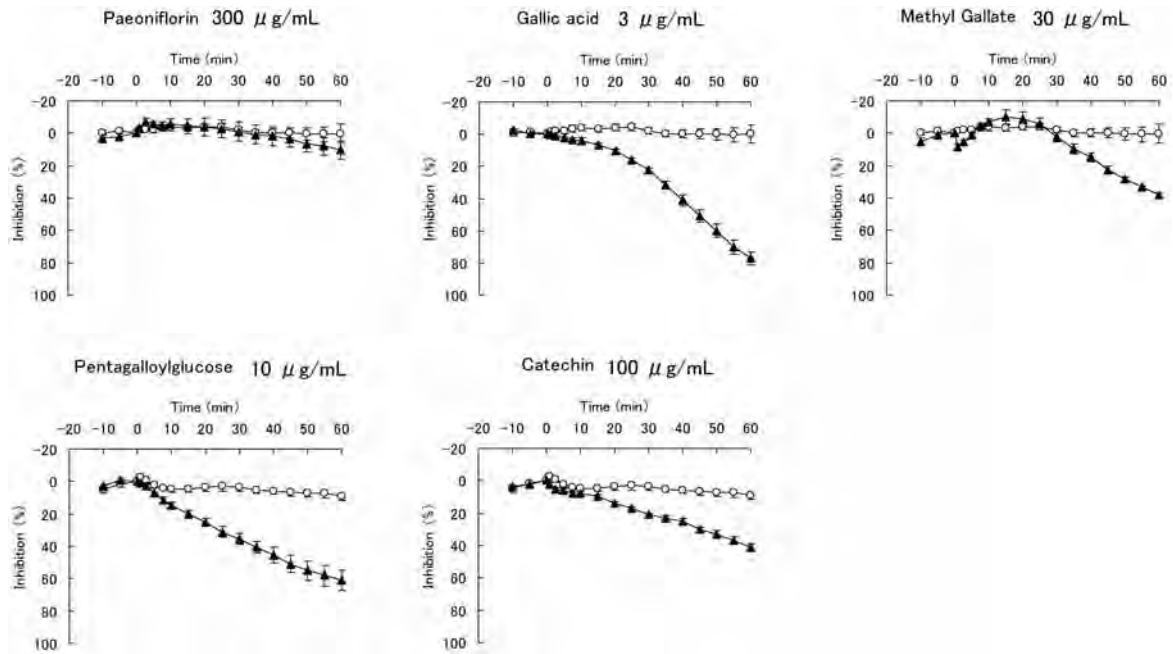 Paeoniflorin 300 μg/mL
Time (min)
-20 -10 0 10 20 30 40 50 60
-20
0
20
40
60
80
100
Inhibition (%)
Gallic acid 3 μg/mL
Time (min)
-20 -10 0 10 20 30 40 50 60
-20
0
20
40
60
80
100
Inhibition (%)
Methyl Gallate 30 μg/mL
Time (min)
-20 -10 0 10 20 30 40 50 60
-20
0
20
40
60
80
100
Inhibition (%)
Pentagalloylglucose 10 μg/mL
Time (min)
-20 -10 0 10 20 30 40 50 60
-20
0
20
40
60
80
100
Inhibition (%)
Catechin 100 μg/mL
Time (min)
-20 -10 0 10 20 30 40 50 60
-20
0
20
40
60
80
100
Inhibition (%)